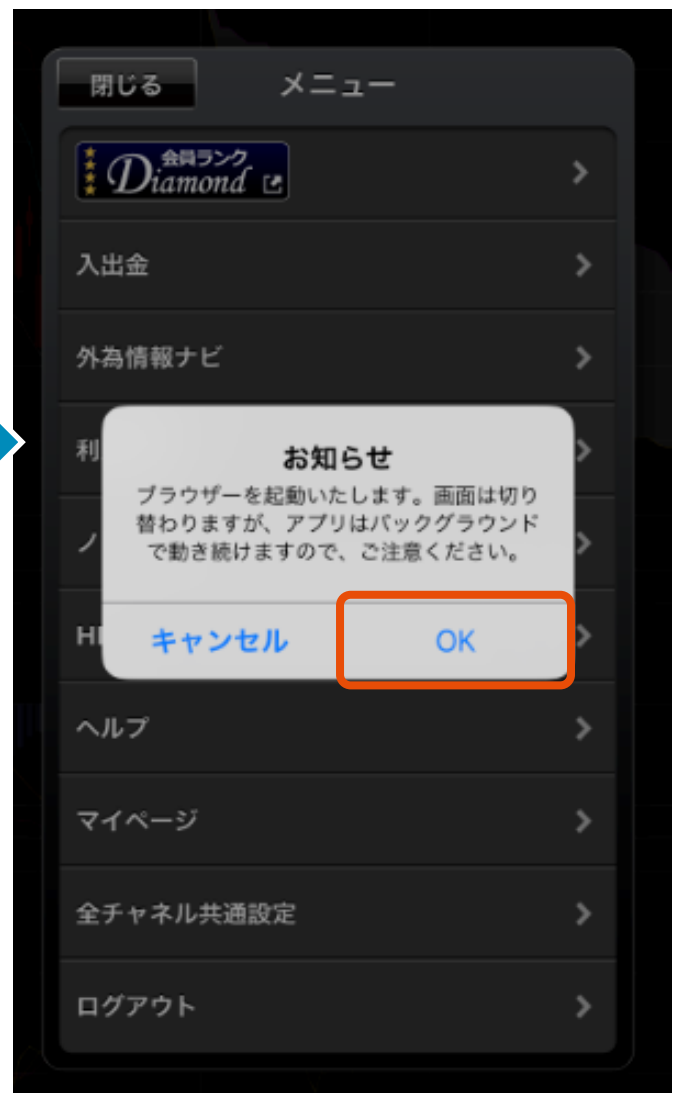 閉じる
メニュー
会員ランク
Diamond
入出金
外為情報ナビ
利
お知らせ
ブラウザーを起動いたします。画面は切り
替わりますが、アプリはバックグラウンド
で動き続けますので、ご注意ください。
ノ
キャンセル
OK
ヘルプ
マイページ
全チャネル共通設定
ログアウト